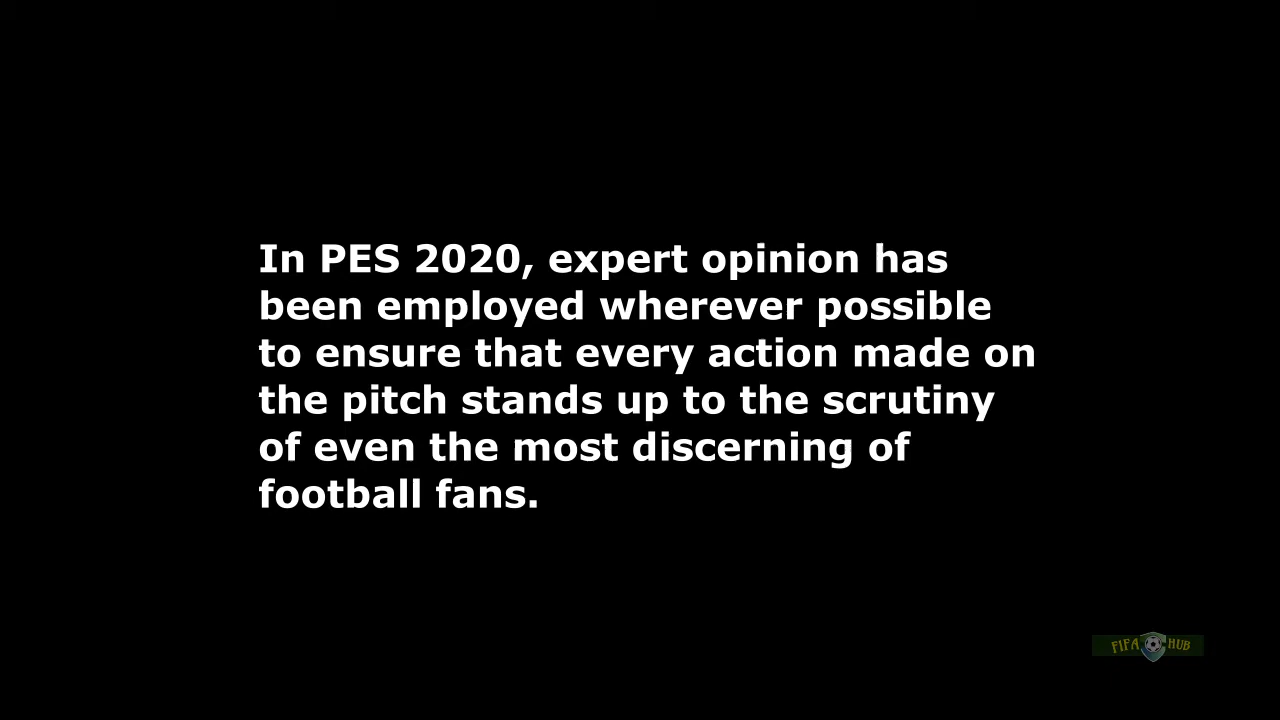 In PES 2020, expert opinion has
been employed wherever possible
to ensure that every action made on
the pitch stands up to the scrutiny
of even the most discerning of
football fans.
FIFA HUB